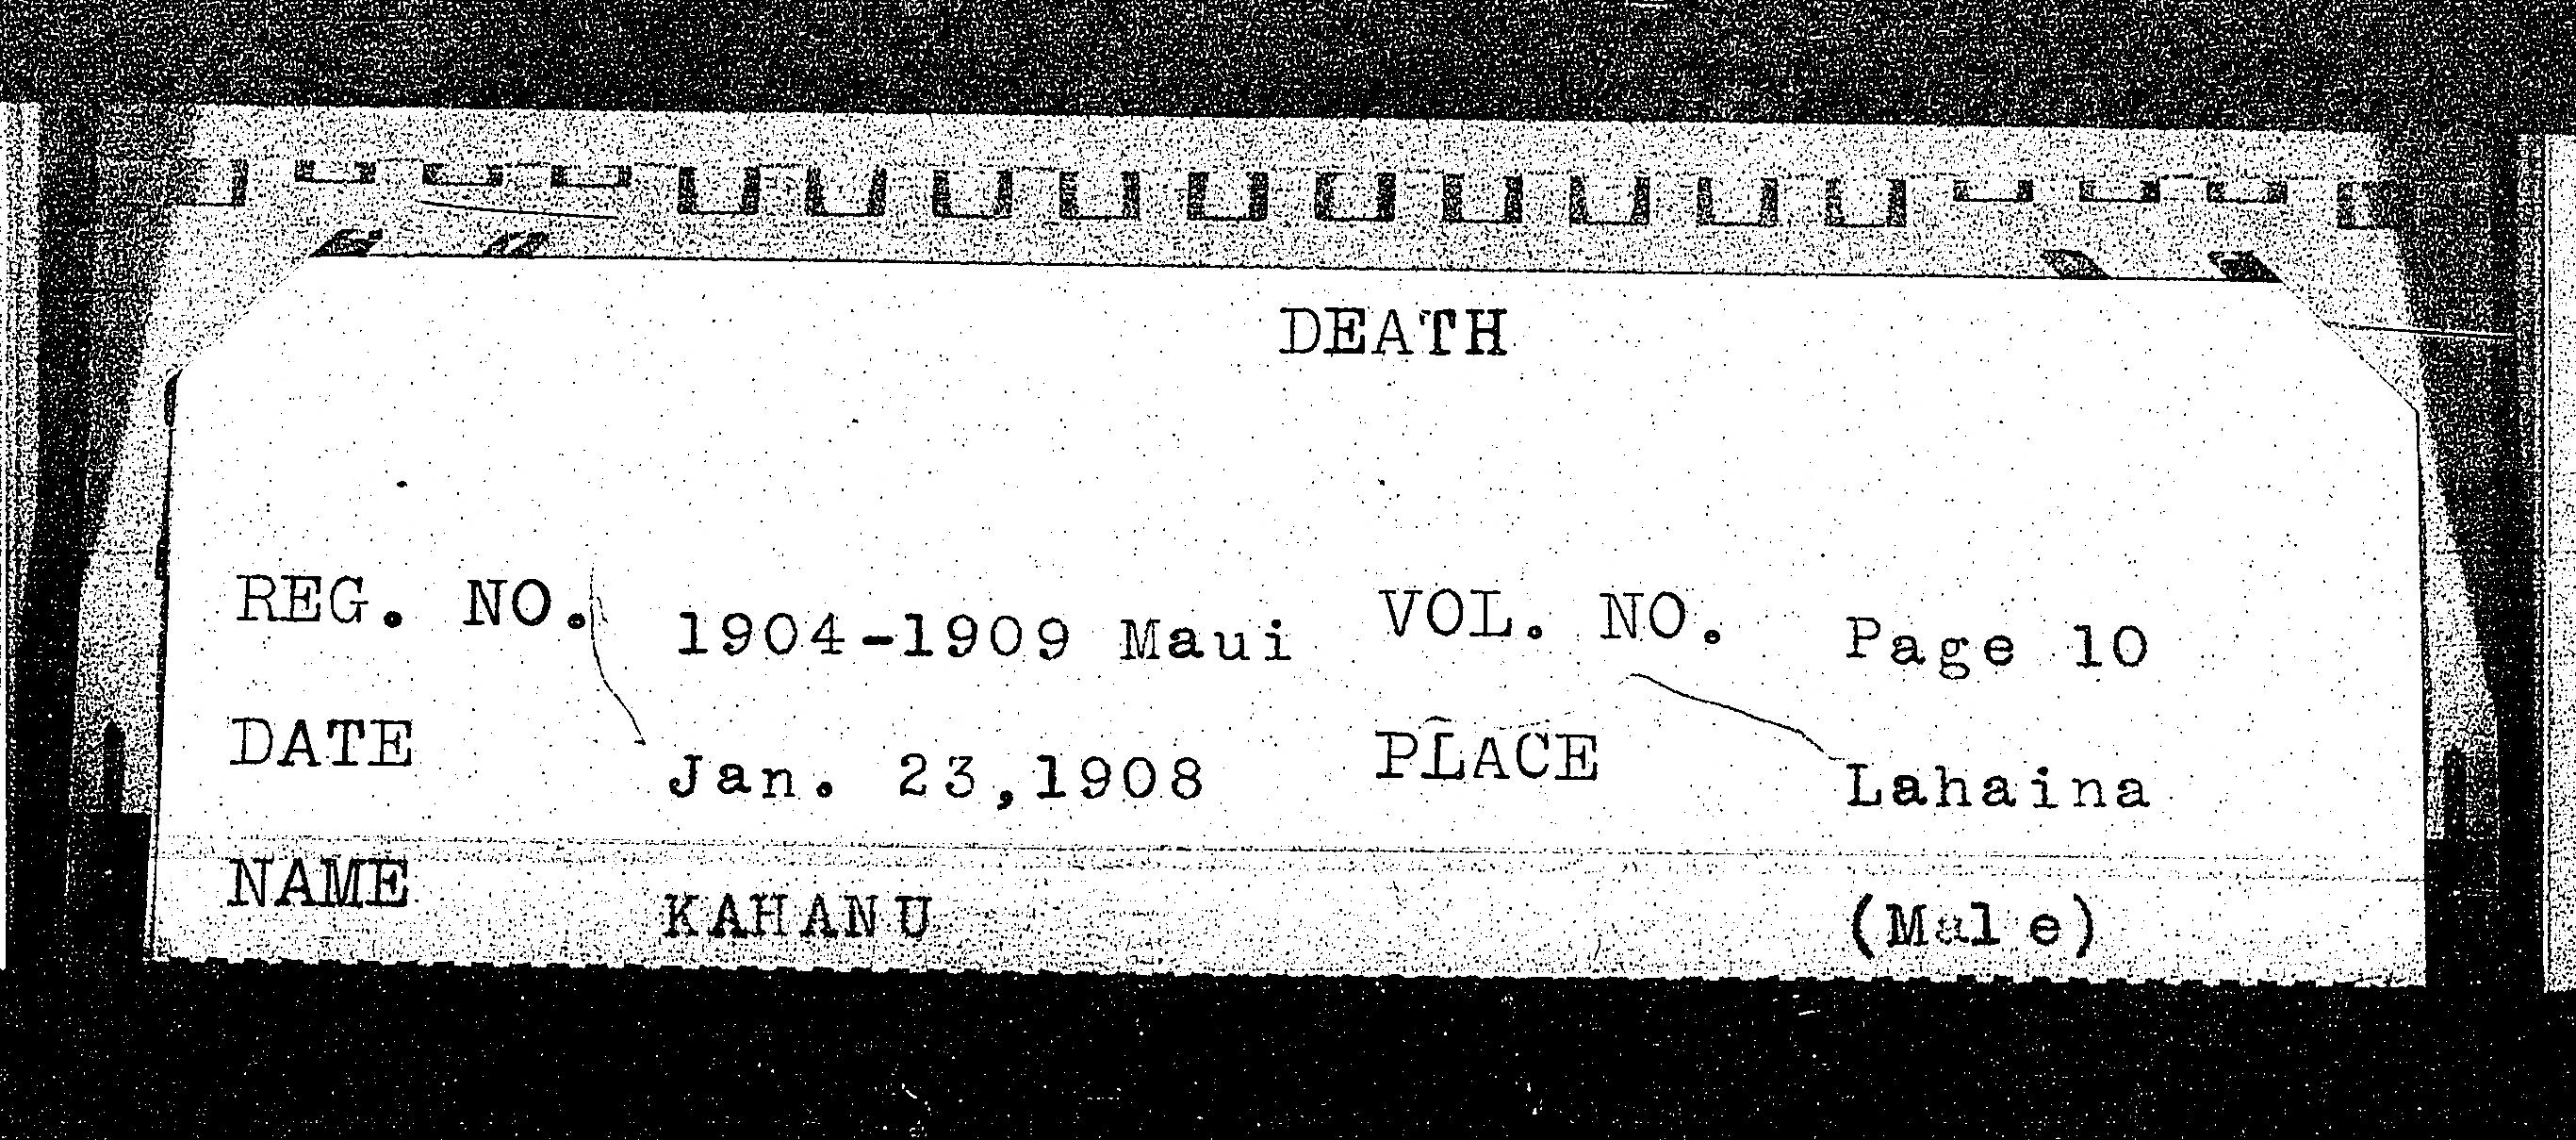 DEATH
REG. NO. 1904-1909 Maui VOL. NO. Page 10
DATE Jan. 23,1908 PLACE Lahaina
NAME KAHANU (Male)